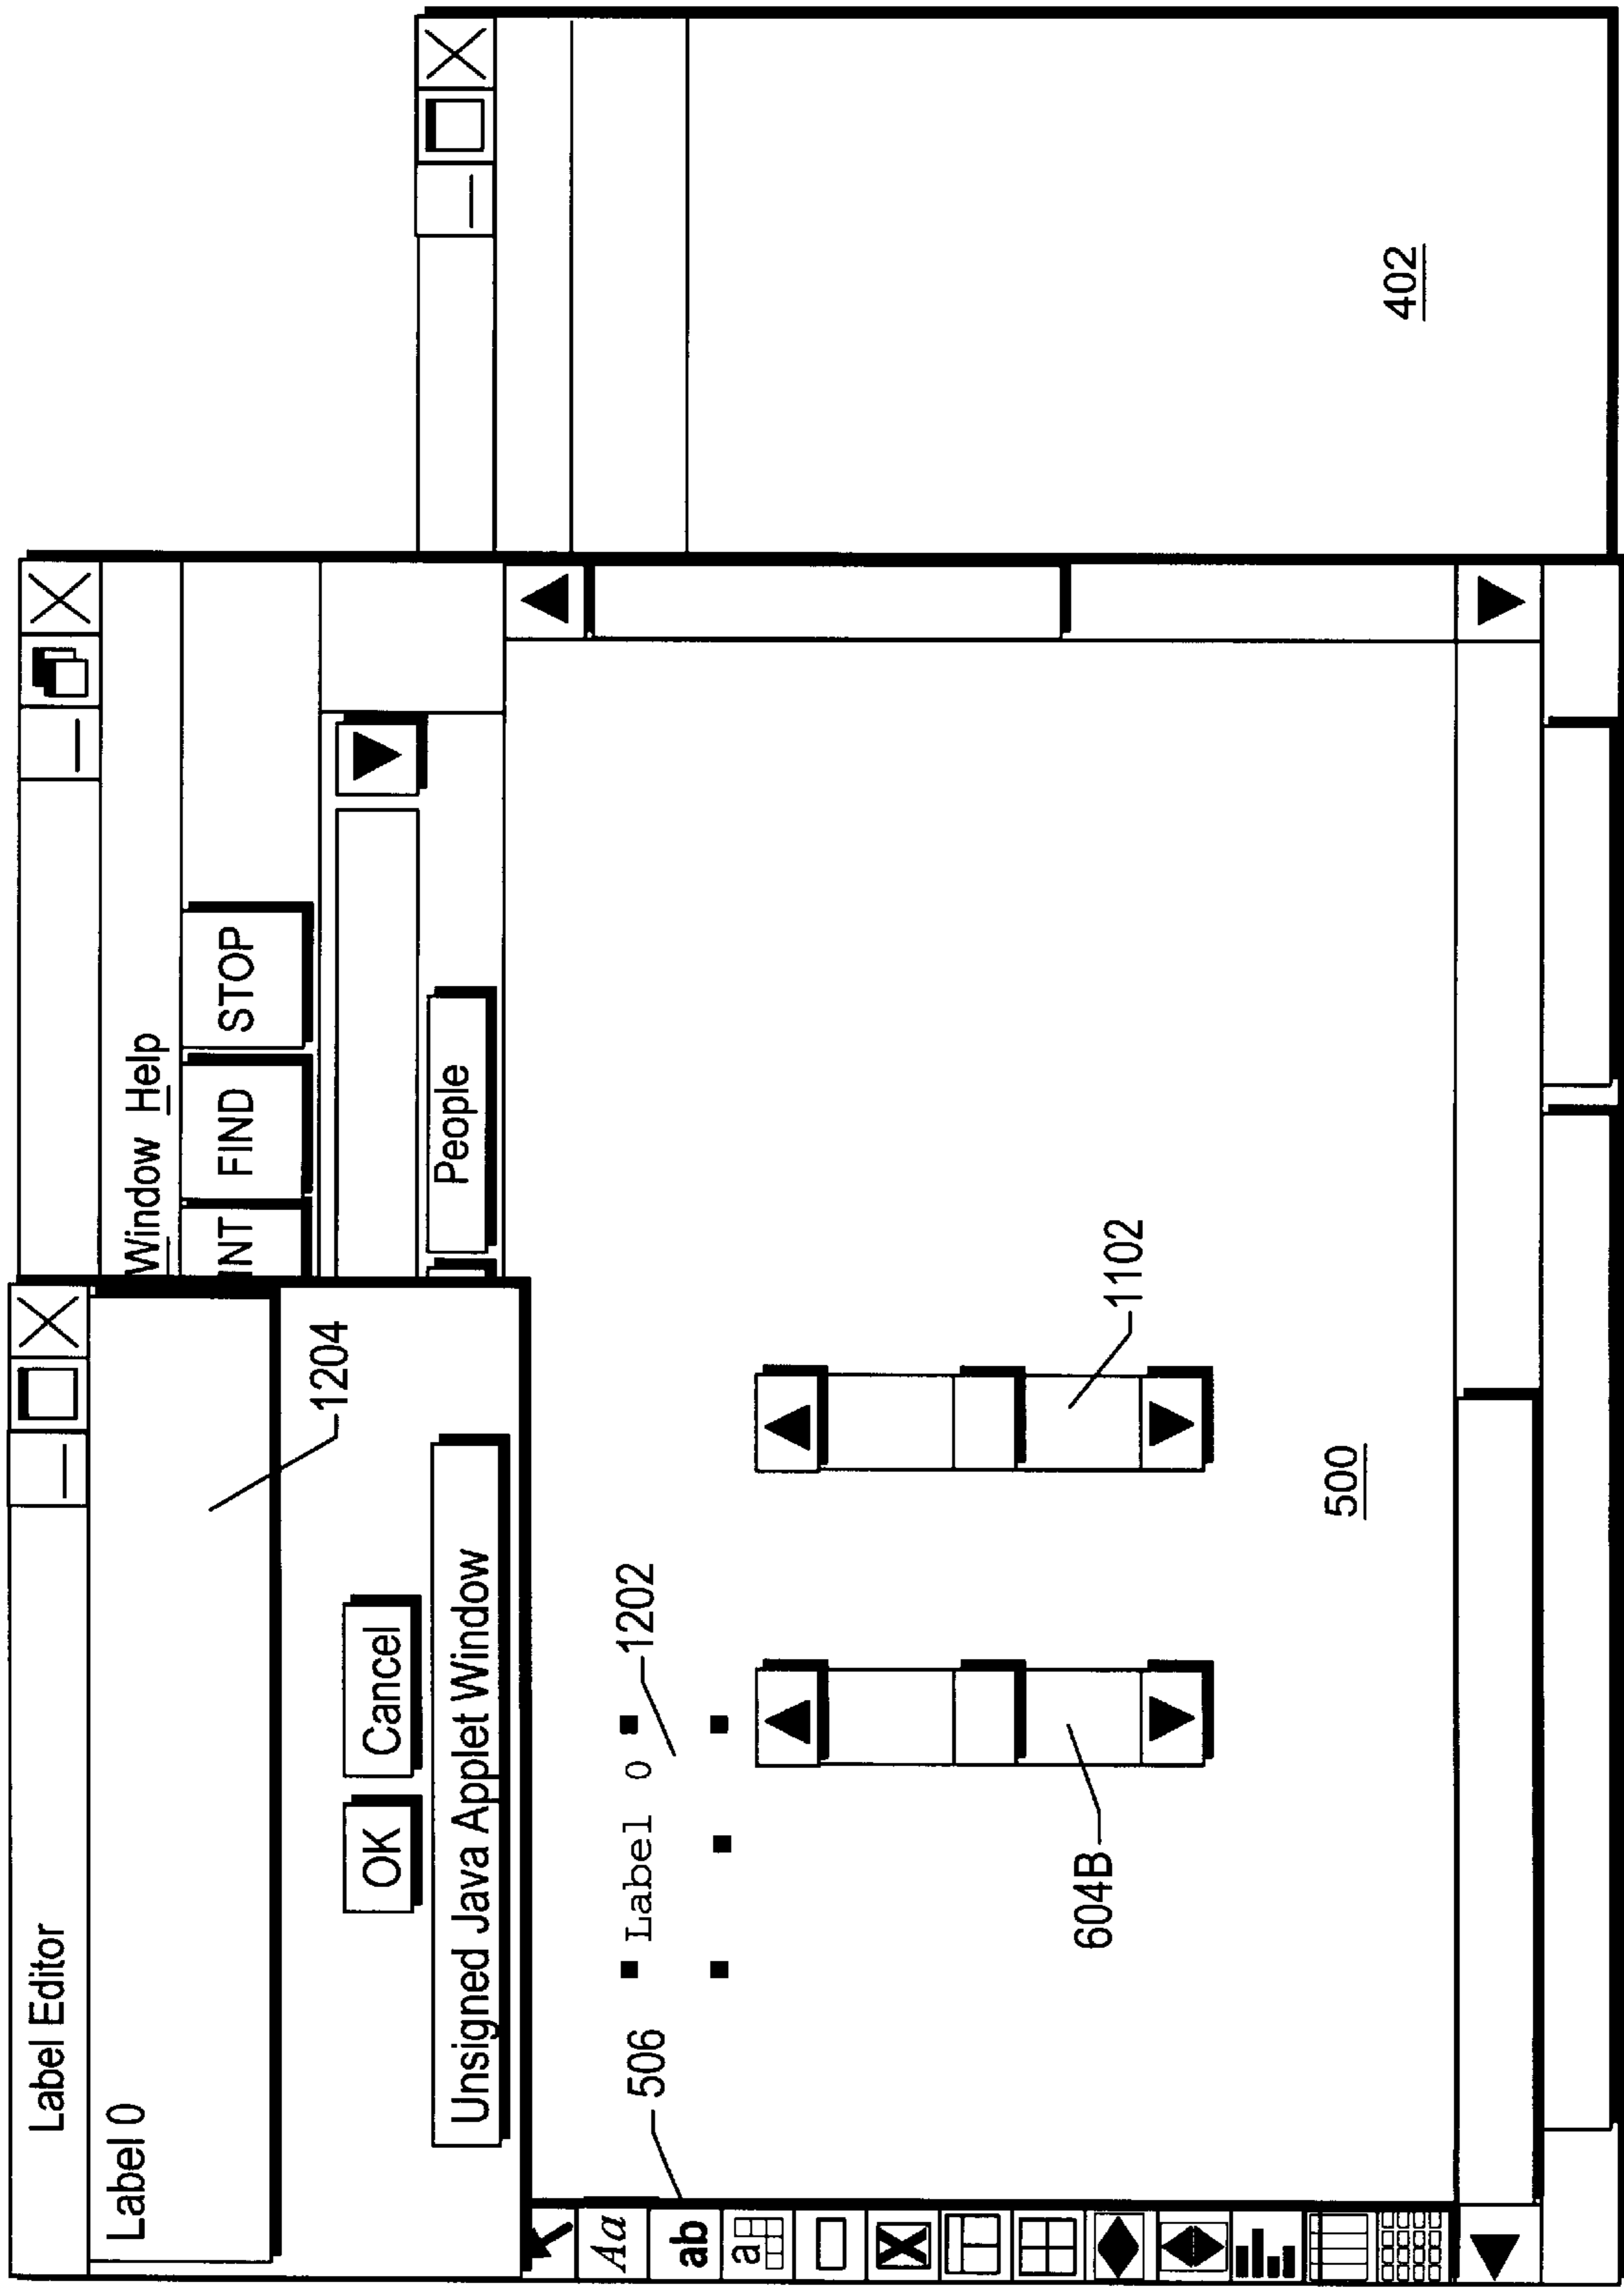 Label Editor
Label 0
1204
OK Cancel
Unsigned Java Applet Window
Window Help
INT FIND STOP
People
506
Label 0
1202
604B
1102
500
402
Aa
ab
a